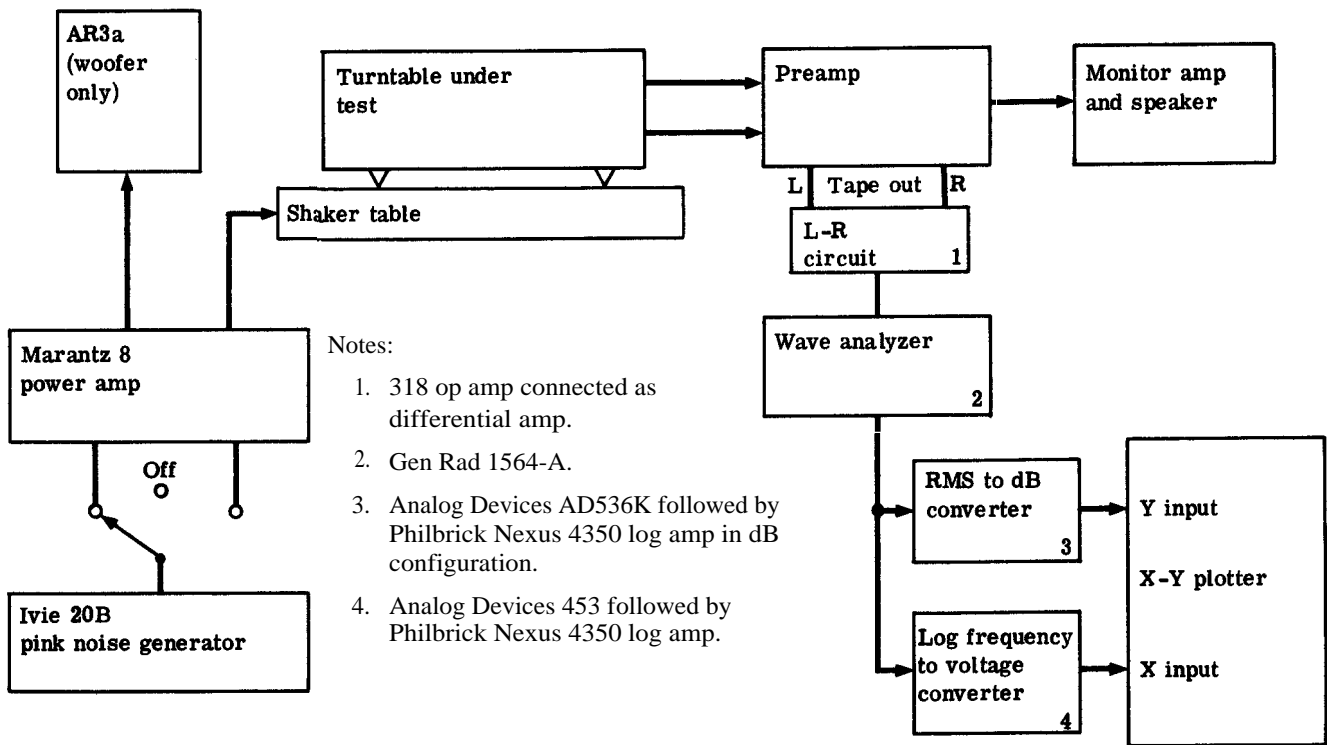 AR3a
(woofer
only)
Turntable under
test
Preamp
Monitor amp
and speaker
L Tape out R
Shaker table
L-R
circuit
1
Marantz 8
power amp
Wave analyzer
2
Off
Ivie 20B
pink noise generator
Notes:
1. 318 op amp connected as
differential amp.
2. Gen Rad 1564-A.
3. Analog Devices AD536K followed by
Philbrick Nexus 4350 log amp in dB
configuration.
4. Analog Devices 453 followed by
Philbrick Nexus 4350 log amp.
RMS to dB
converter
3
Log frequency
to voltage
converter
4
Y input
X-Y plotter
X input